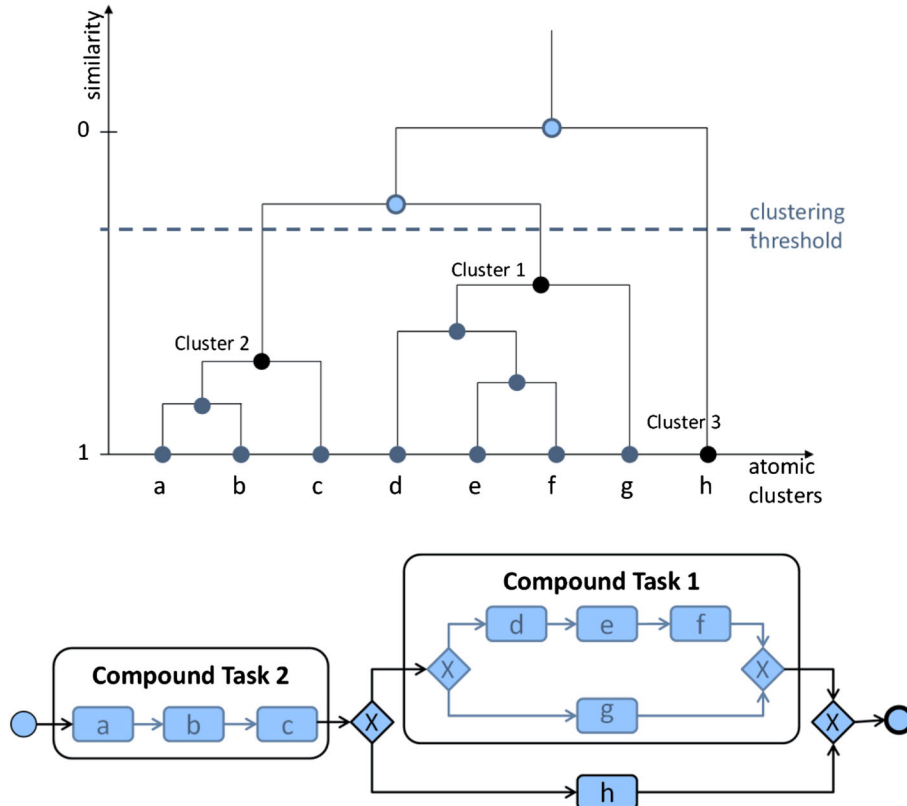 similarity
0
clustering
threshold
Cluster 1
Cluster 2
Cluster 3
1
atomic
clusters
a b c d e f g h
Compound Task 1
d e f
X X
Compound Task 2
g
a b c X X
h